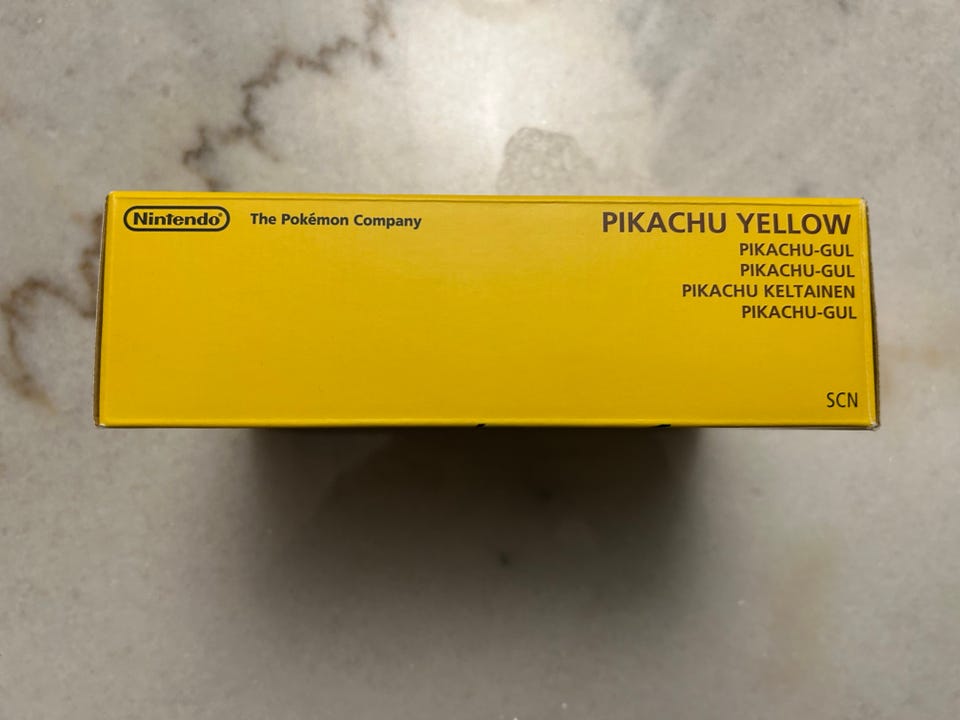 Nintendo®
The Pokémon Company
PIKACHU YELLOW
PIKACHU-GUL
PIKACHU-GUL
PIKACHU KELTAINEN
PIKACHU-GUL
SCN